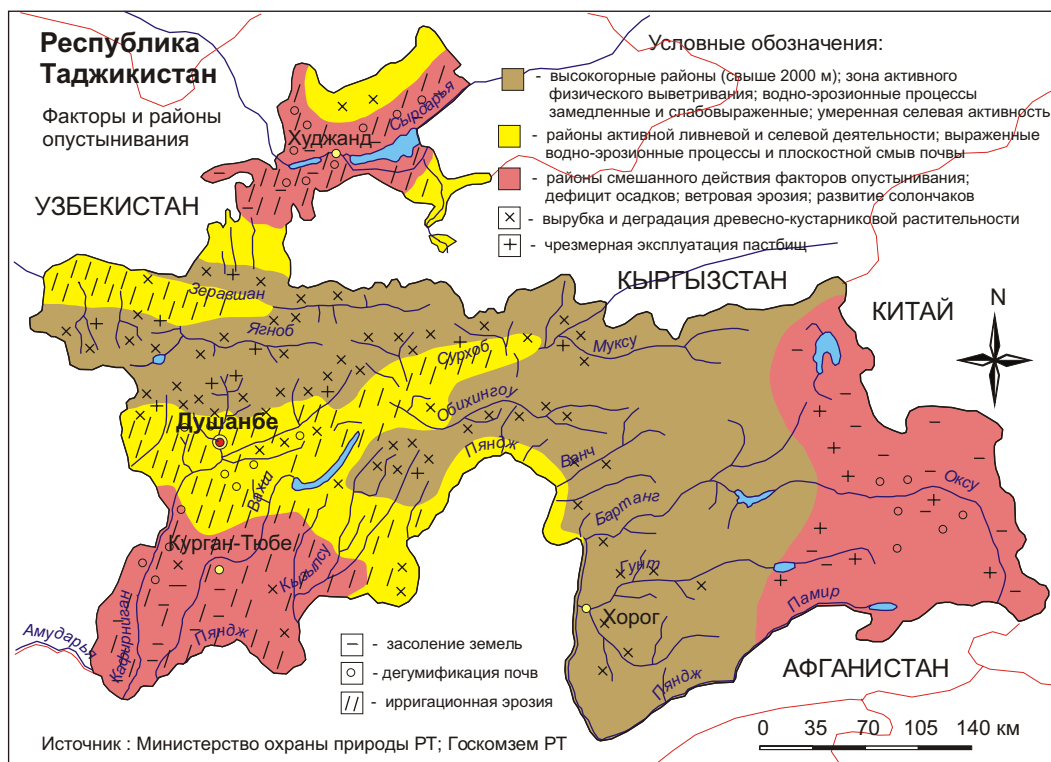 Республика
Таджикистан
Факторы и районы
опустынивания
Условные обозначения:
- высокогорные районы (свыше 2000 м); зона активного
физического выветривания; водно-эрозионные процессы
замедленные и слабовыраженные; умеренная селевая активность
- районы активной ливневой и селевой деятельности; выраженные
водно-эрозионные процессы и плоскостной смыв почвы
- районы смешанного действия факторов опустынивания;
дефицит осадков; ветровая эрозия; развитие солончаков
- вырубка и деградация древесно-кустарниковой растительности
- чрезмерная эксплуатация пастбищ
Сырдарья
Худжанд
УЗБЕКИСТАН
КЫРГЫЗСТАН
КИТАЙ
N
Зеравшан
Ягноб
Сурхоб
Муксу
Обихингоу
Душанбе
Пяндж
Ванч
Вахш
Бартанг
Оксу
Курган-Тюбе
Кызылсу
Гунт
Памир
Хорог
Кафирниган
Пяндж
Амударья
Пяндж
АФГАНИСТАН
- засоление земель
- дегумификация почв
- ирригационная эрозия
0 35 70 105 140 км
Источник : Министерство охраны природы РТ; Госкомзем РТ